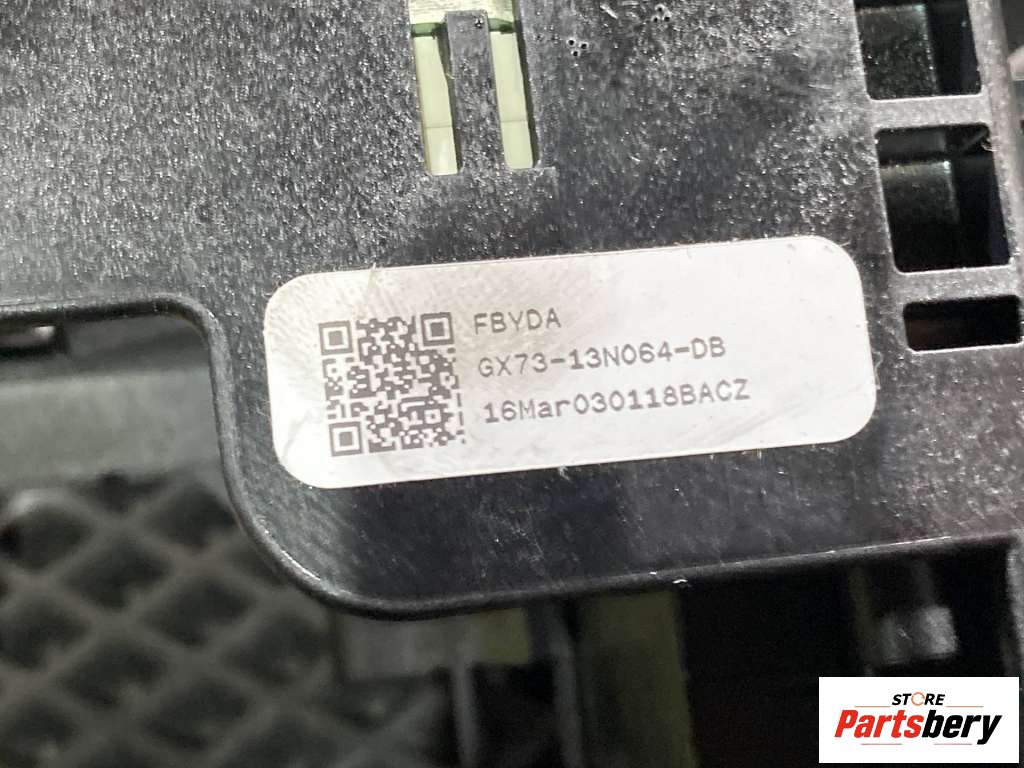 FBYDA
GX73-13N064-DB
16Mar030118BACZ
STORE
Partsbery